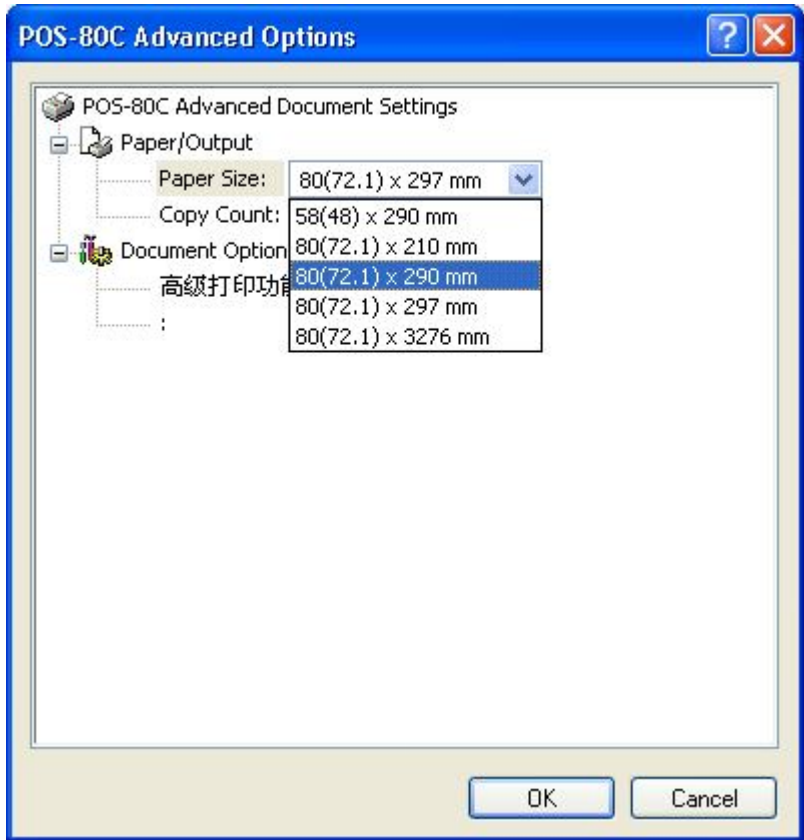 POS-80C Advanced Options
POS-80C Advanced Document Settings
Paper/Output
Paper Size: 80(72.1) x 297 mm
Copy Count:
58(48) x 290 mm
80(72.1) x 210 mm
Document Option
80(72.1) x 290 mm
高级打印功
80(72.1) x 297 mm
:
80(72.1) x 3276 mm
OK Cancel